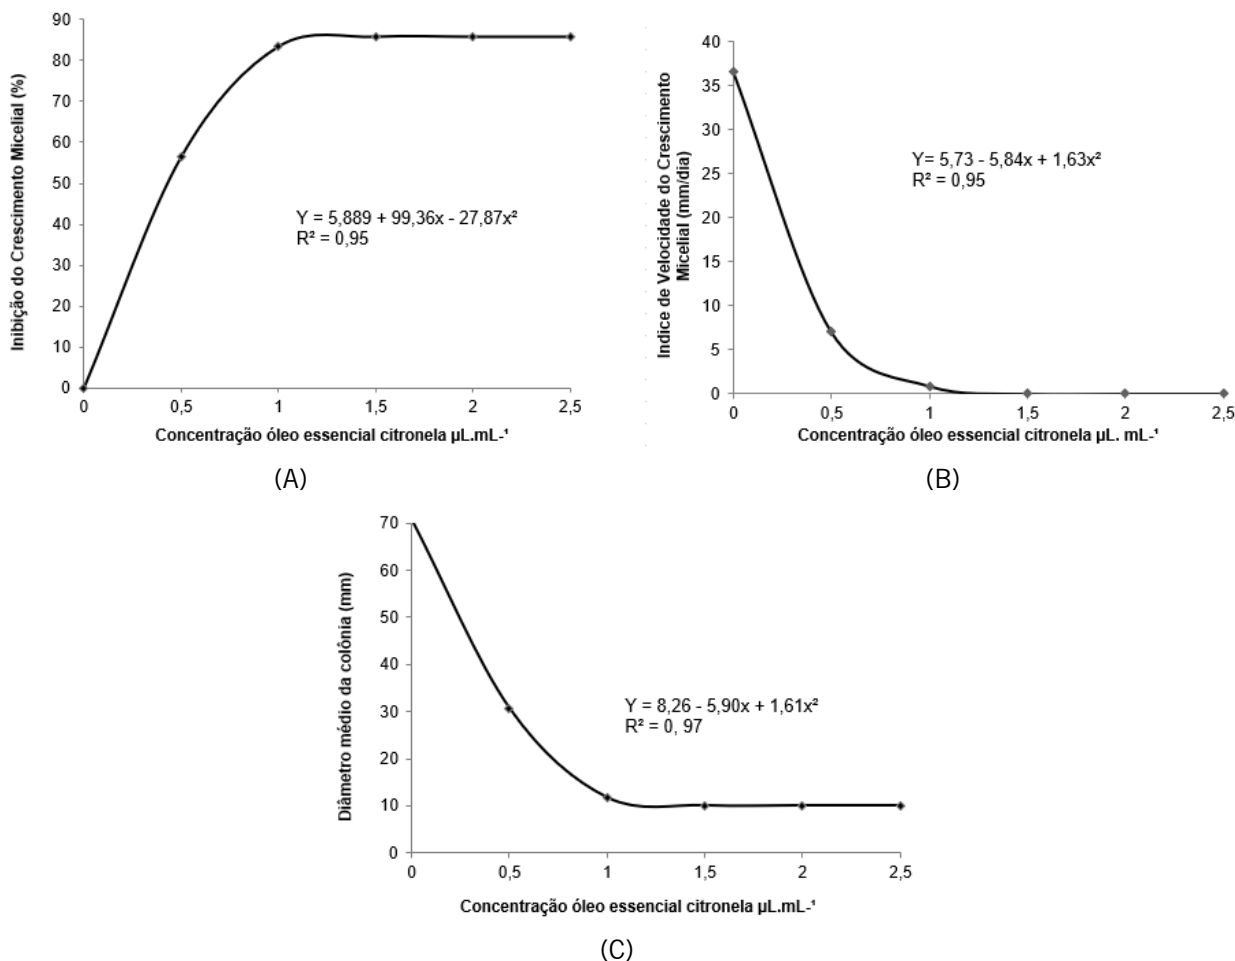 90
80
70
60
50
40
30
20
10
0
Inibição do Crescimento Micelial (%)
Y = 5,889 + 99,36x - 27,87x²
R² = 0,95
0 0,5 1 1,5 2 2,5
Concentração óleo essencial citronela µL.mL-¹
(A)
40
35
30
25
20
15
10
5
0
Indice de Velocidade do Crescimento
Micelial (mm/dia)
Y= 5,73 - 5,84x + 1,63x²
R² = 0,95
0 0,5 1 1,5 2 2,5
Concentração óleo essencial citronela µL. mL-¹
(B)
70
60
50
40
30
20
10
0
Diâmetro médio da colônia (mm)
Y = 8,26 - 5,90x + 1,61x²
R² = 0, 97
0 0,5 1 1,5 2 2,5
Concentração óleo essencial citronela µL.mL-¹
(C)